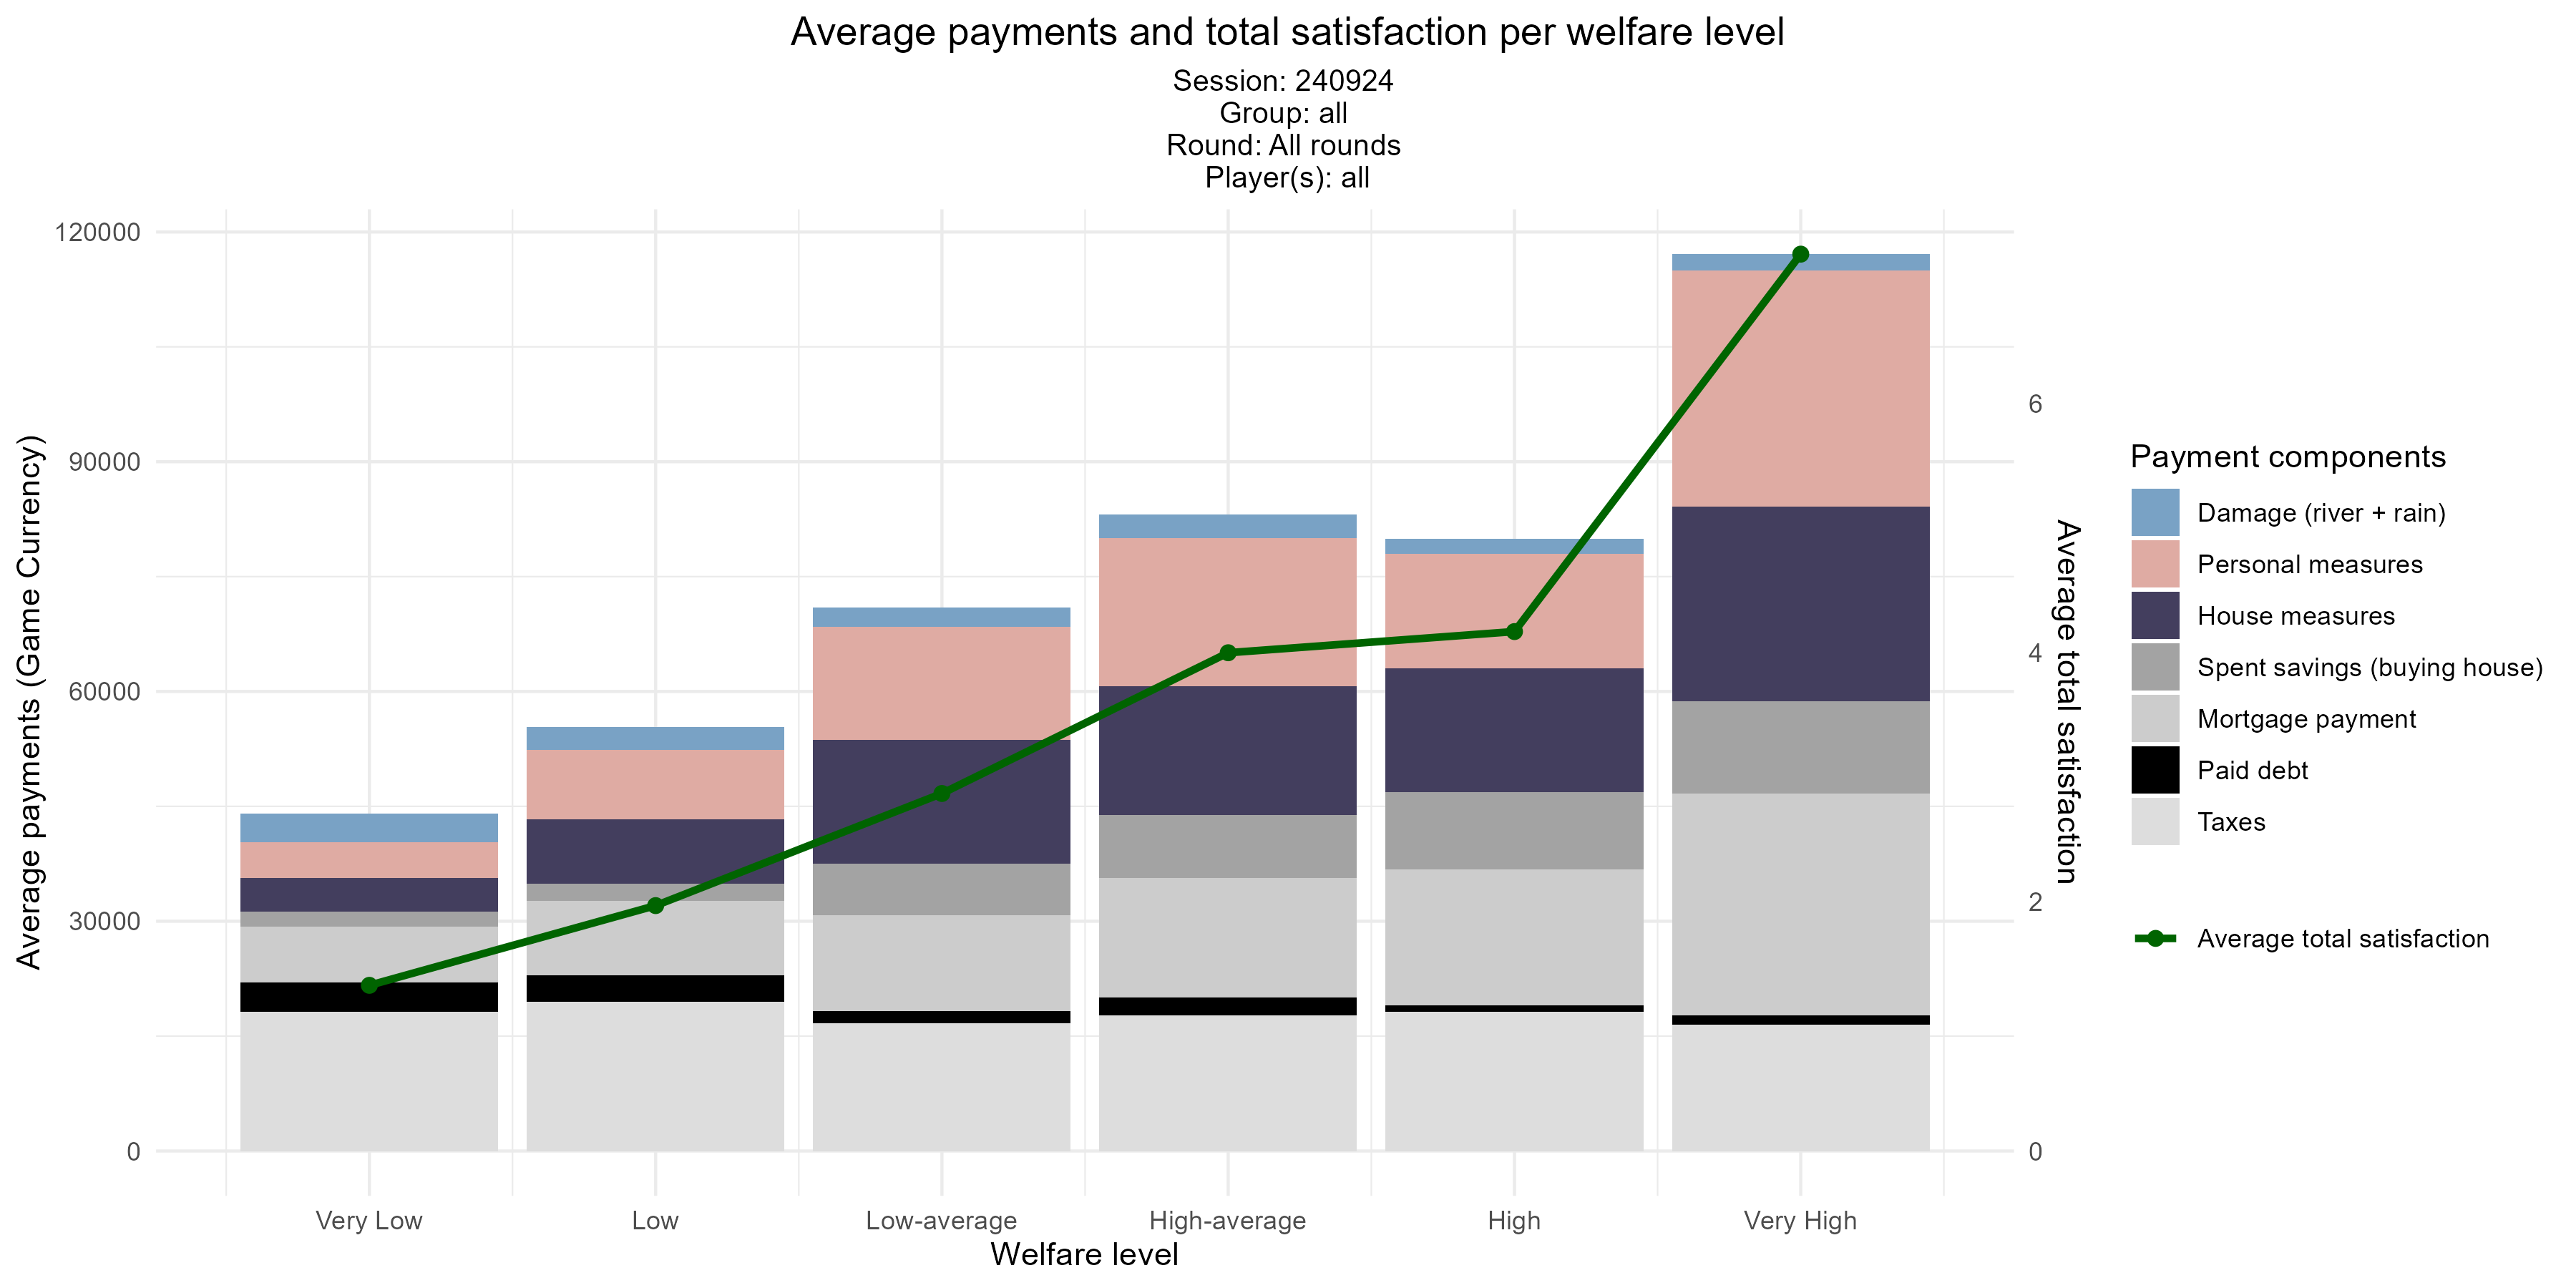 Average payments and total satisfaction per welfare level
Session: 240924
Group: all
Round: All rounds
Player(s): all
Average payments (Game Currency)
120000
90000
60000
30000
0
6
4
2
0
Average total satisfaction
Very Low
Low
Low-average
High-average
High
Very High
Welfare level
Payment components
Damage (river + rain)
Personal measures
House measures
Spent savings (buying house)
Mortgage payment
Paid debt
Taxes
Average total satisfaction